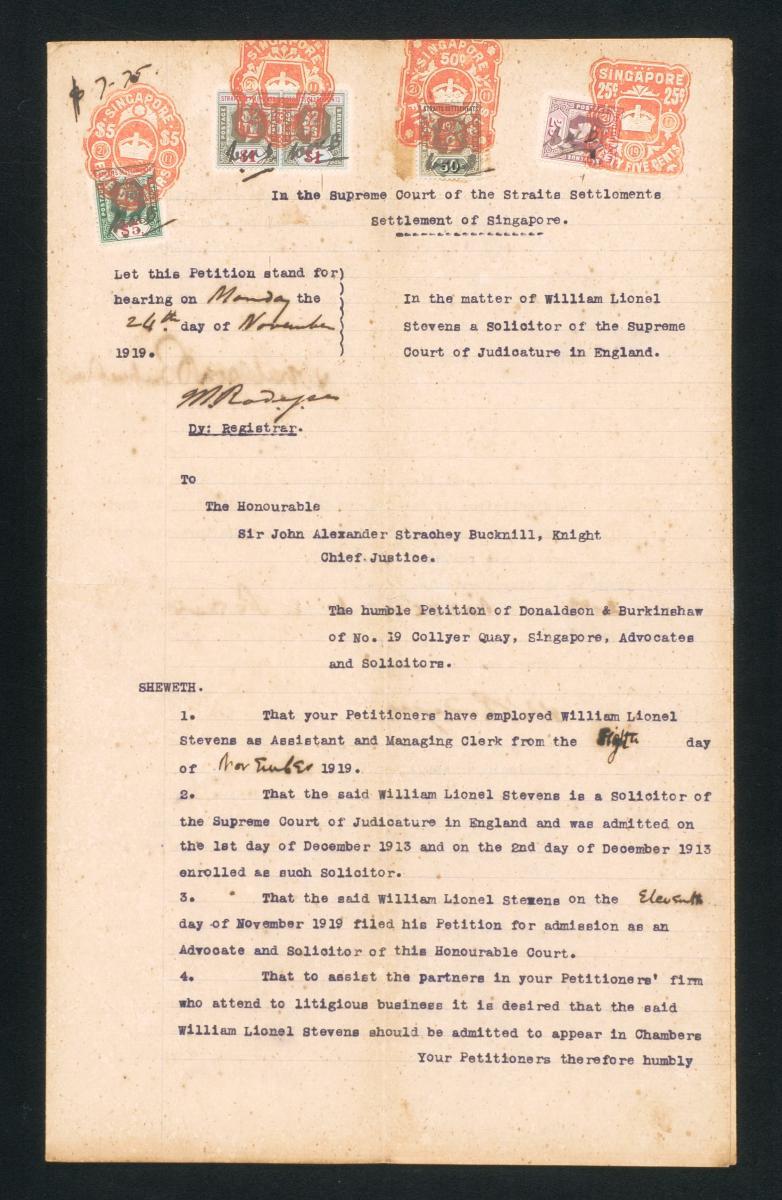 $ 7.75.
SINGAPORE
$5 $5
SINGAPORE
SINGAPORE
50c
SINGAPORE
25c 25c
In the Supreme Court of the Straits Settloments
Settlement of Singapore.
Let this Petition stand for)
hearing on Monday the
24th. day of November
1919.
In the matter of William Lionel
Stevens a Solicitor of the Supreme
Court of Judicature in England.
Dy: Registrar.
To
The Honourable
Sir John Alexander Strachey Bucknill, Knight
Chief Justice.
The humble Petition of Donaldson & Burkinshaw
of No. 19 Collyer Quay, Singapore, Advocates
and Solicitors.
SHEWETH.
1. That your Petitioners have employed William Lionel
Stevens as Assistant and Managing Clerk from the Eighth day
of November 1919.
2. That the said William Lionel Stevens is a Solicitor of
the Supreme Court of Judicature in England and was admitted on
the 1st day of December 1913 and on the 2nd day of December 1913
enrolled as such Solicitor.
3. That the said William Lionel Stevens on the Eleventh
day of November 1919 filed his Petition for admission as an
Advocate and Solicitor of this Honourable Court.
4. That to assist the partners in your Petitioners' firm
who attend to litigious business it is desired that the said
William Lionel Stevens should be admitted to appear in Chambers
Your Petitioners therefore humbly